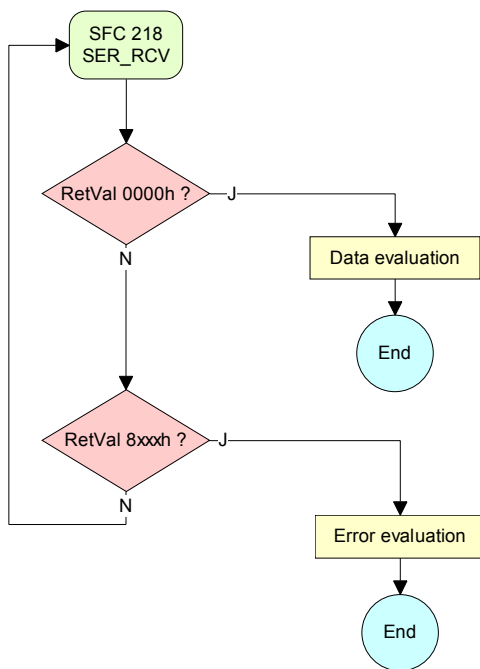 SFC 218
SER_RCV
RetVal 0000h ?
J
N
Data evaluation
End
RetVal 8xxxh ?
J
N
Error evaluation
End